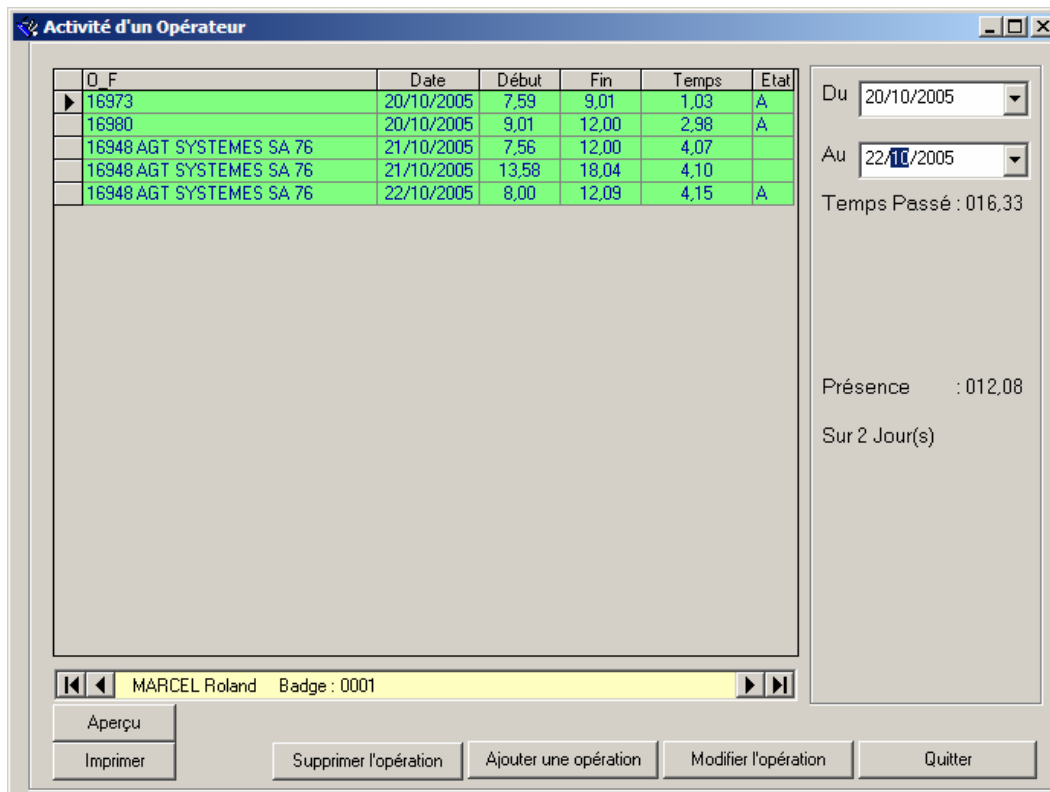 Activité d'un Opérateur
O_F Date Début Fin Temps Etat
16973 20/10/2005 7,59 9,01 1,03 A
16980 20/10/2005 9,01 12,00 2,98 A
16948 AGT SYSTEMES SA 76 21/10/2005 7,56 12,00 4,07
16948 AGT SYSTEMES SA 76 21/10/2005 13,58 18,04 4,10
16948 AGT SYSTEMES SA 76 22/10/2005 8,00 12,09 4,15 A
Du 20/10/2005
Au 22/10/2005
Temps Passé : 016,33
Présence : 012,08
Sur 2 Jour(s)
MARCEL Roland Badge : 0001
Aperçu
Imprimer
Supprimer l'opération
Ajouter une opération
Modifier l'opération
Quitter